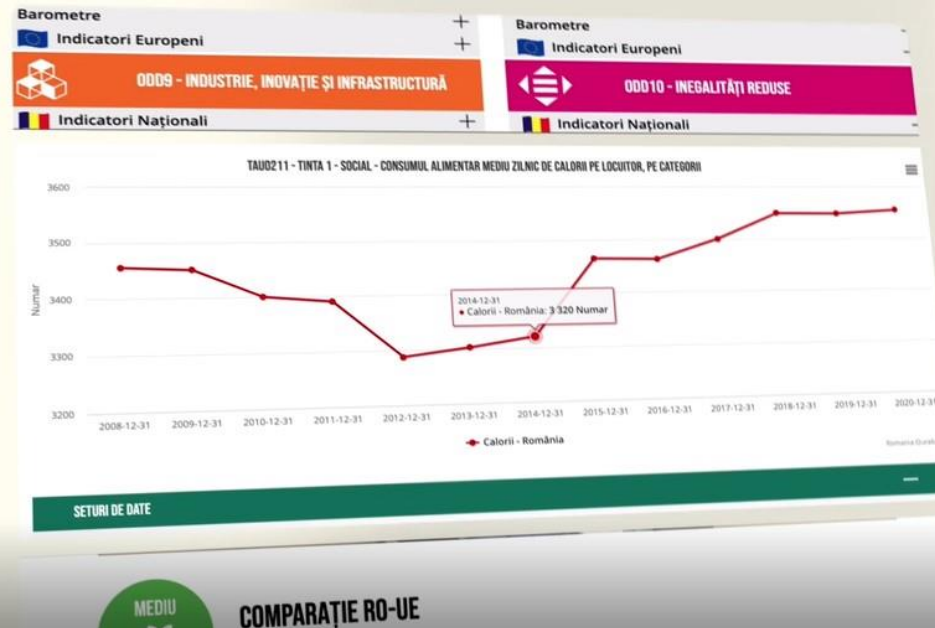 Barometre
Indicatori Europeni
ODD9 - INDUSTRIE, INOVAȚIE ȘI INFRASTRUCTURĂ
Indicatori Naționali
Barometre
Indicatori Europeni
ODD10 - INEGALITĂȚI REDUSE
Indicatori Naționali
TAU0211 - TINTA 1 - SOCIAL - CONSUMUL ALIMENTAR MEDIU ZILNIC DE CALORII PE LOCUITOR, PE CATEGORII
3600
3500
3400
3300
3200
Numar
2014-12-31
Calorii - România: 3 320 Numar
2008-12-31 2009-12-31 2010-12-31 2011-12-31 2012-12-31 2013-12-31 2014-12-31 2015-12-31 2016-12-31 2017-12-31 2018-12-31 2019-12-31 2020-12-31
Calorii - România
SETURI DE DATE
MEDIU
COMPARAȚIE RO-UE